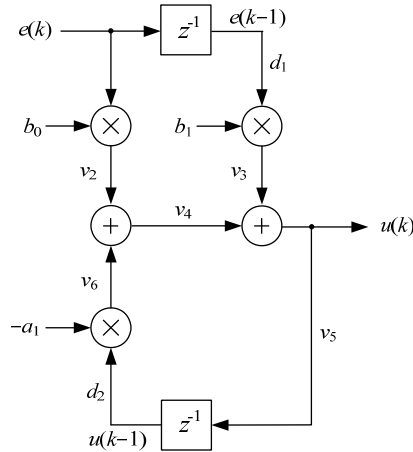 e(k)
z⁻¹
e(k−1)
d₁
b₀
×
b₁
×
v₂
v₃
+
v₄
+
u(k)
v₆
−a₁
×
v₅
d₂
u(k−1)
z⁻¹